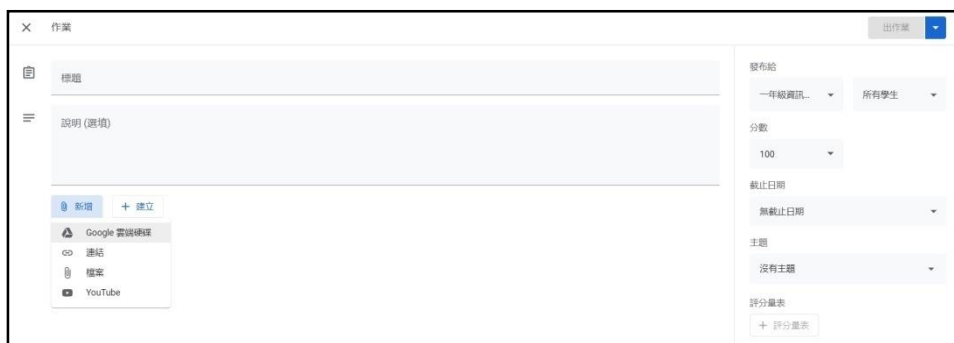 作業
出作業
標題
說明 (選填)
新增
建立
Google 雲端硬碟
連結
檔案
YouTube
發布給
一年級資訊...
所有學生
分數
100
截止日期
無截止日期
主題
沒有主題
評分量表
+ 評分量表